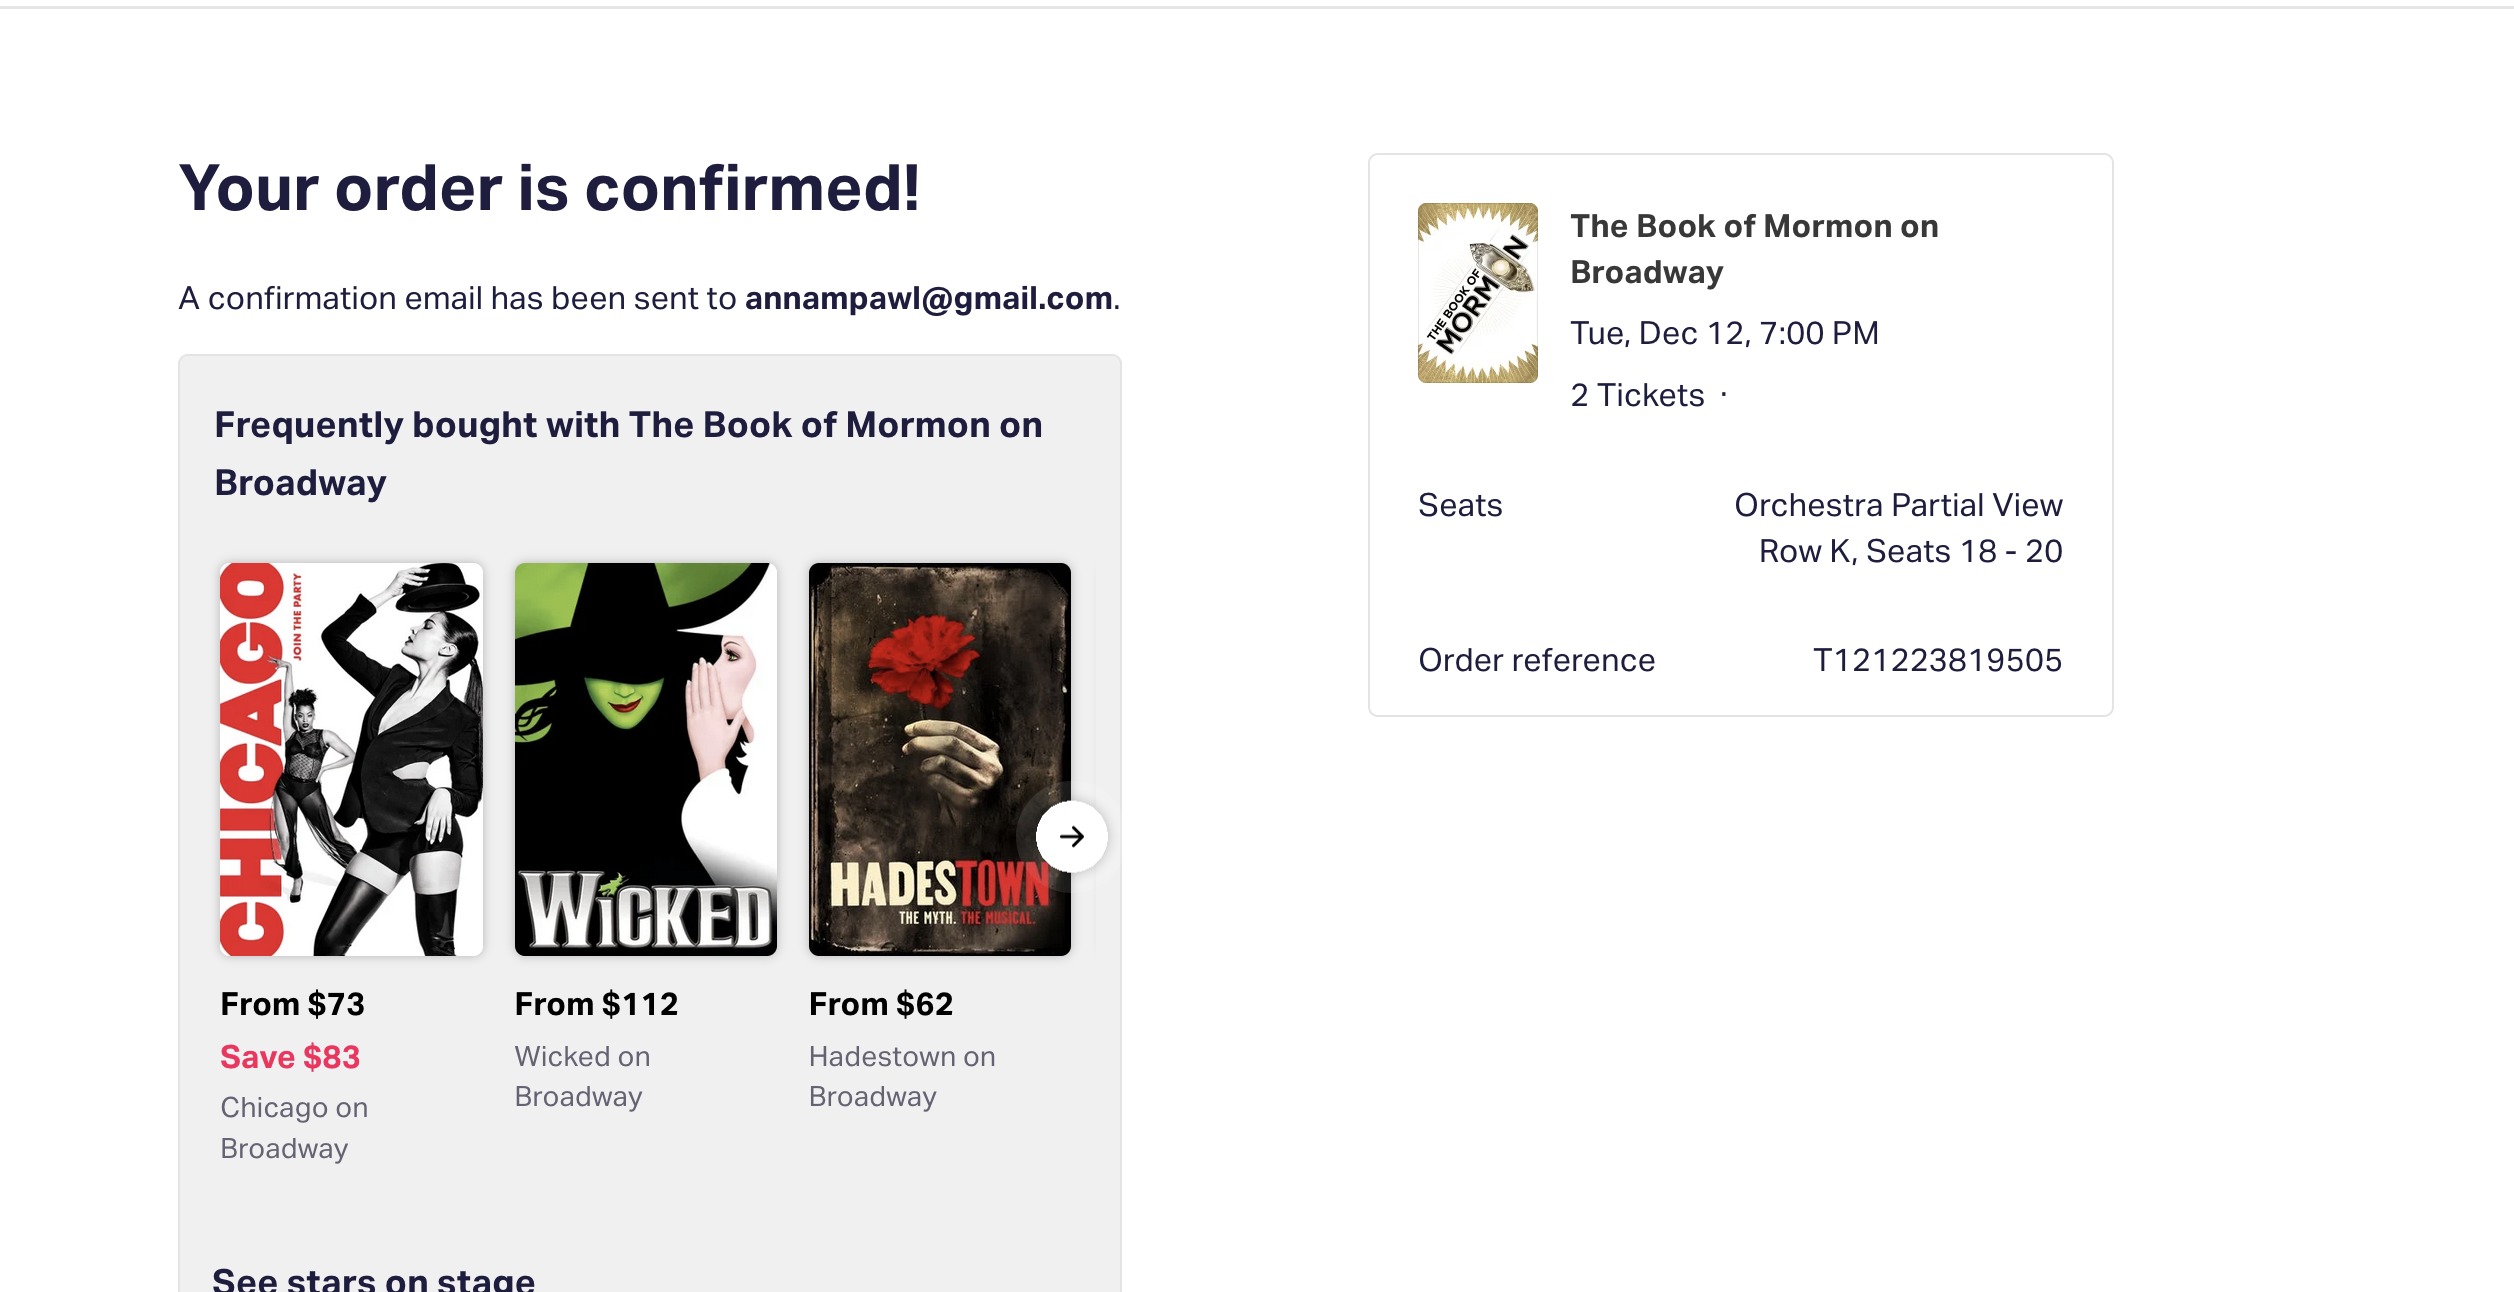 Your order is confirmed!
A confirmation email has been sent to annampawl@gmail.com.
Frequently bought with The Book of Mormon on
Broadway
CHICAGO
JOIN THE PARTY
WICKED
HADESTOWN
THE MYTH. THE MUSICAL.
From $73
Save $83
Chicago on
Broadway
From $112
Wicked on
Broadway
From $62
Hadestown on
Broadway
See stars on stage
THE BOOK OF
MORMON
The Book of Mormon on
Broadway
Tue, Dec 12, 7:00 PM
2 Tickets ·
Seats
Orchestra Partial View
Row K, Seats 18 - 20
Order reference
T121223819505